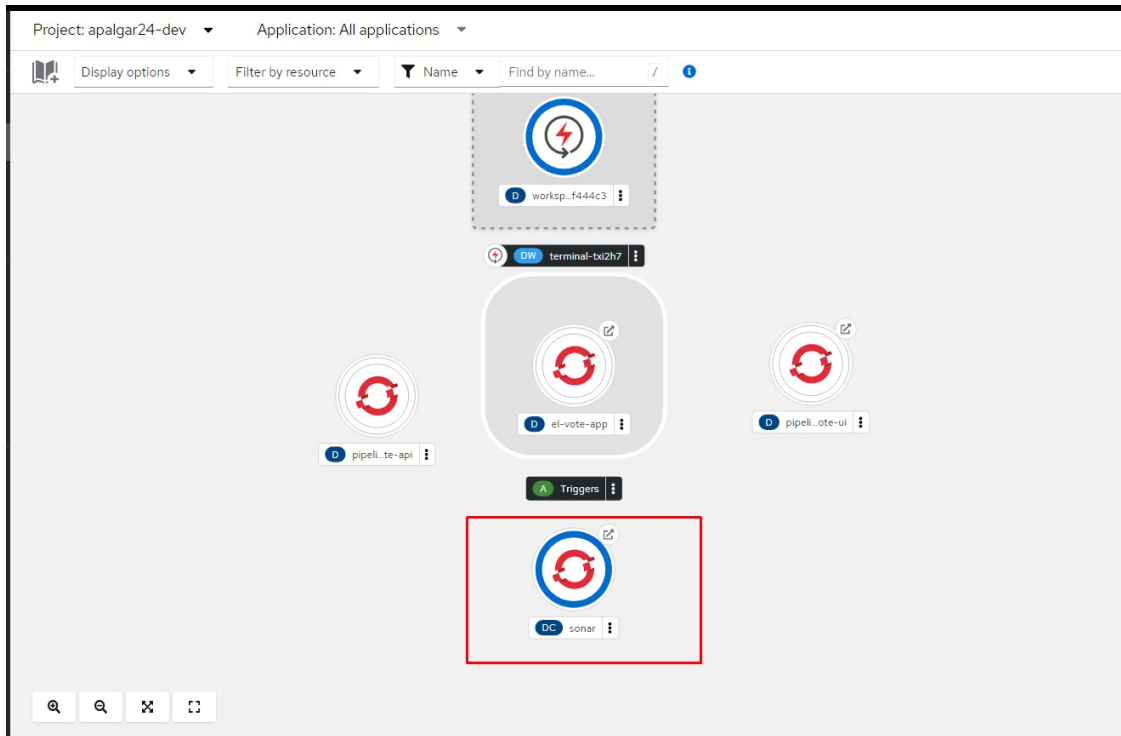 Project: apalgar24-dev Application: All applications
Display options Filter by resource Name Find by name... /
D worksp...f444c3
DW terminal-txi2h7
D el-vote-app
D pipeli...ote-ui
D pipeli...te-api
A Triggers
DC sonar